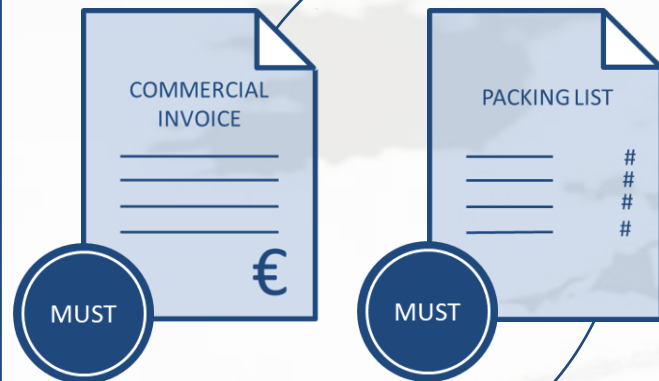 COMMERCIAL
INVOICE
€
MUST
PACKING LIST
#
#
#
#
MUST